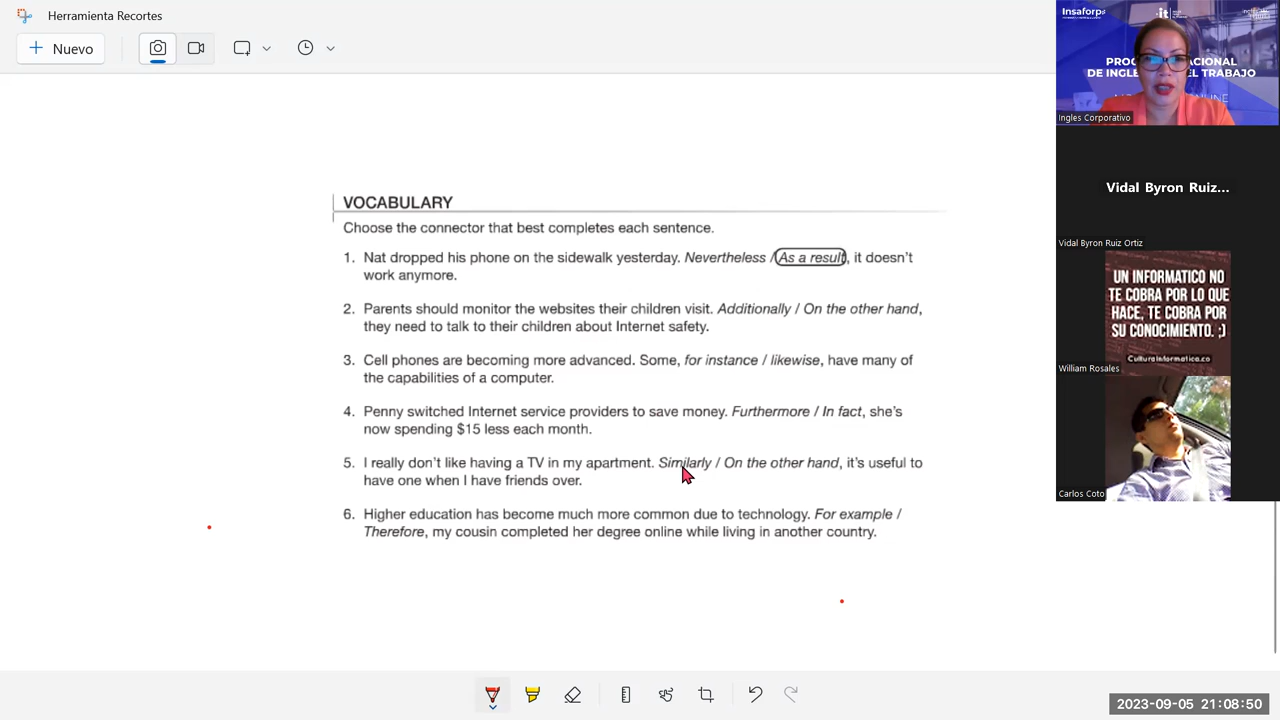 Herramienta Recortes
Nuevo
VOCABULARY
Choose the connector that best completes each sentence.
1. Nat dropped his phone on the sidewalk yesterday. Nevertheless / As a result, it doesn't
work anymore.
2. Parents should monitor the websites their children visit. Additionally / On the other hand,
they need to talk to their children about Internet safety.
3. Cell phones are becoming more advanced. Some, for instance / likewise, have many of
the capabilities of a computer.
4. Penny switched Internet service providers to save money. Furthermore / In fact, she's
now spending $15 less each month.
5. I really don't like having a TV in my apartment. Similarly / On the other hand, it's useful to
have one when I have friends over.
6. Higher education has become much more common due to technology. For example /
Therefore, my cousin completed her degree online while living in another country.
Insaforp
it
Ingles Corporativo
Vidal Byron Ruiz...
Vidal Byron Ruiz Ortiz
UN INFORMATICO NO
TE COBRA POR LO QUE
HACE, TE COBRA POR
SU CONOCIMIENTO. ;)
CulturaInformatica.co
William Rosales
Carlos Coto
2023-09-05 21:08:50